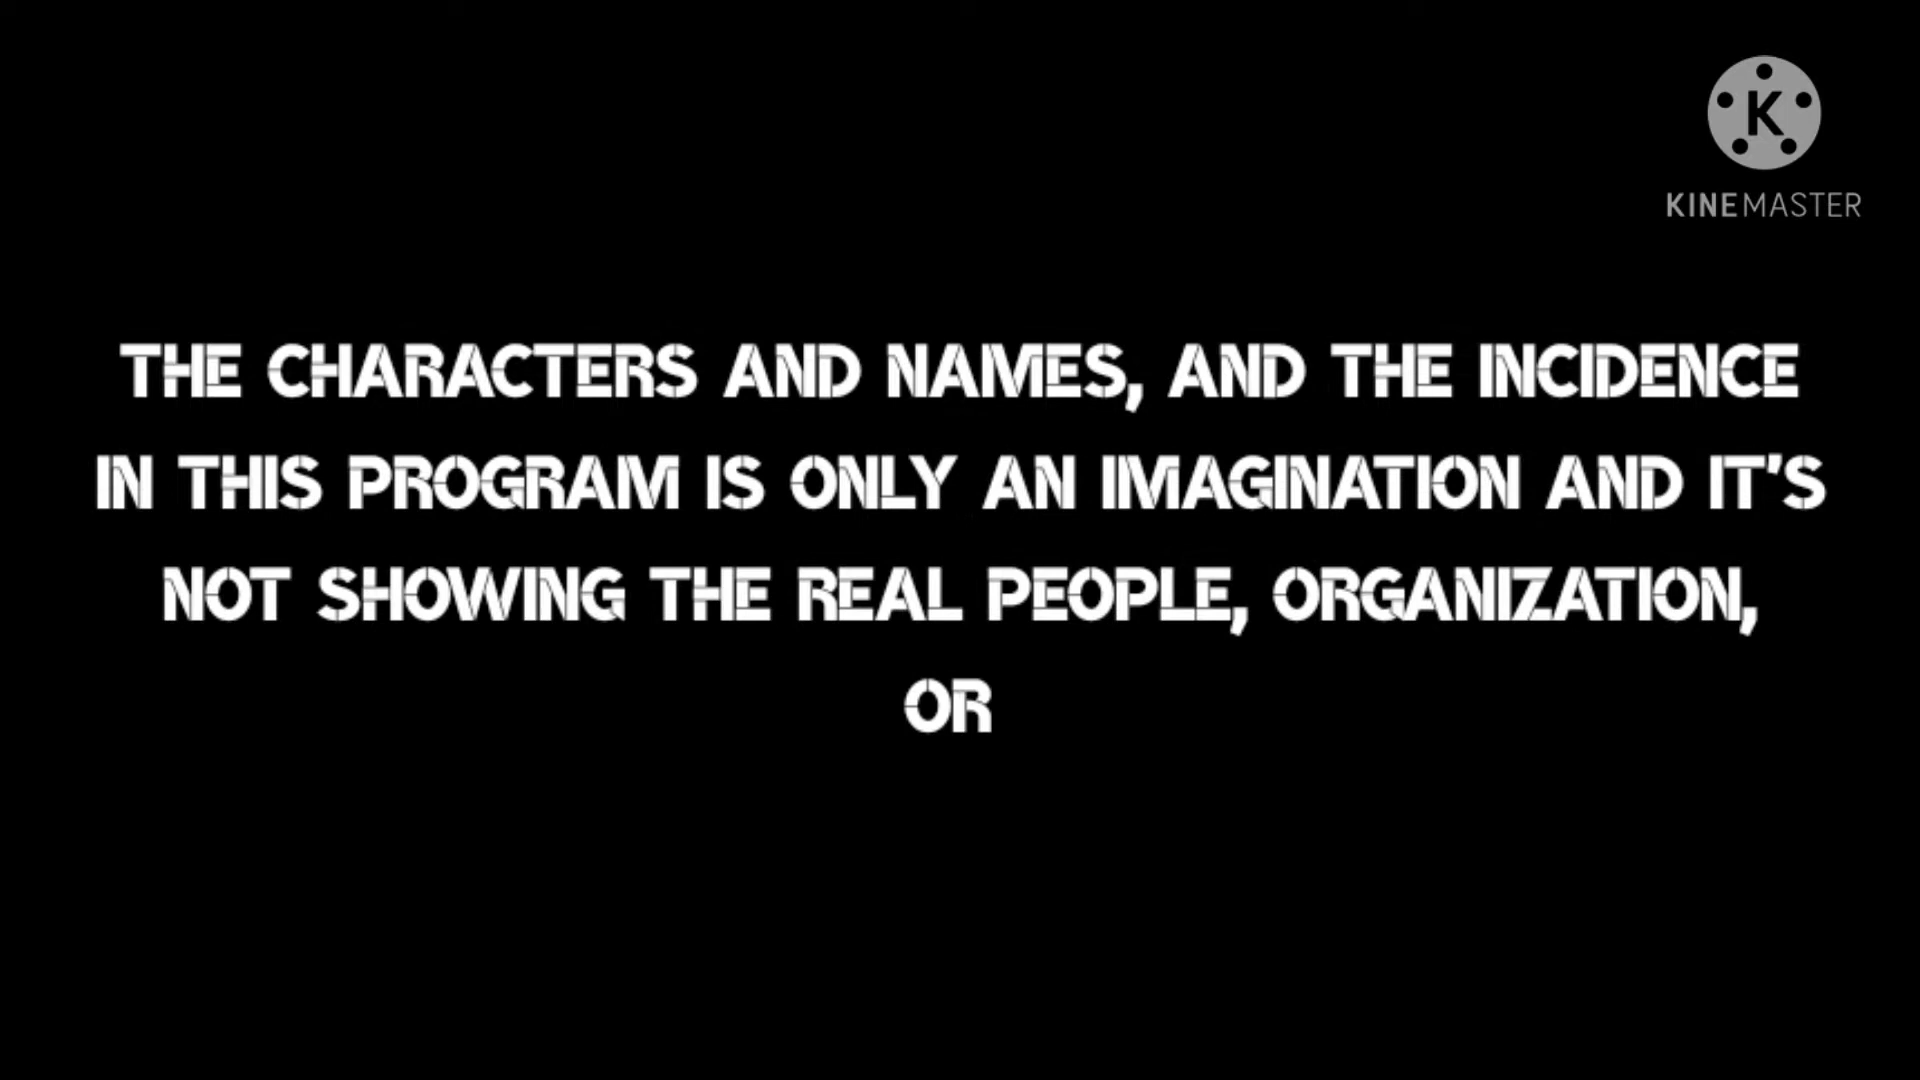 K
KINEMASTER
THE CHARACTERS AND NAMES, AND THE INCIDENCE
IN THIS PROGRAM IS ONLY AN IMAGINATION AND IT'S
NOT SHOWING THE REAL PEOPLE, ORGANIZATION,
OR